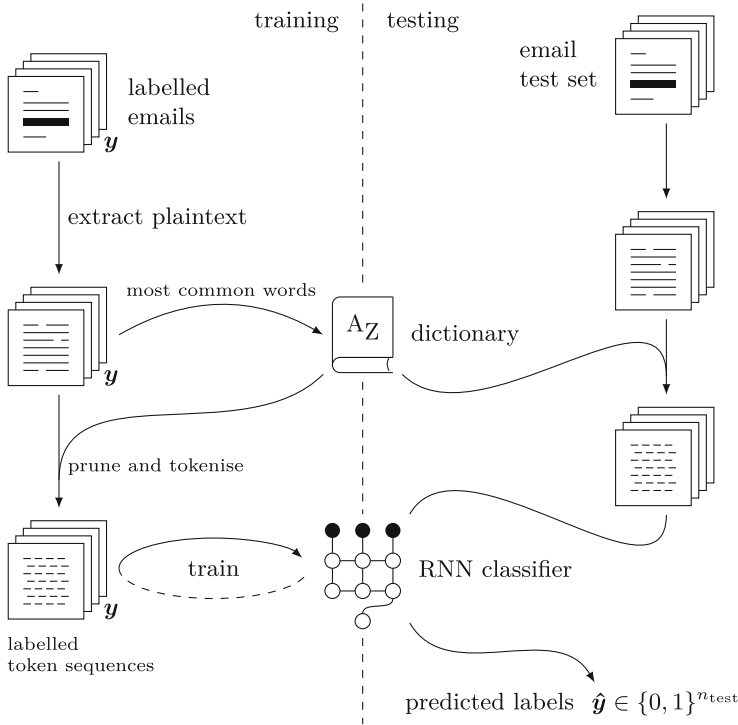 training
testing
labelled
emails
y
email
test set
extract plaintext
most common words
y
A Z
dictionary
prune and tokenise
y
train
RNN classifier
labelled
token sequences
predicted labels ŷ ∈ {0, 1}^{n_test}